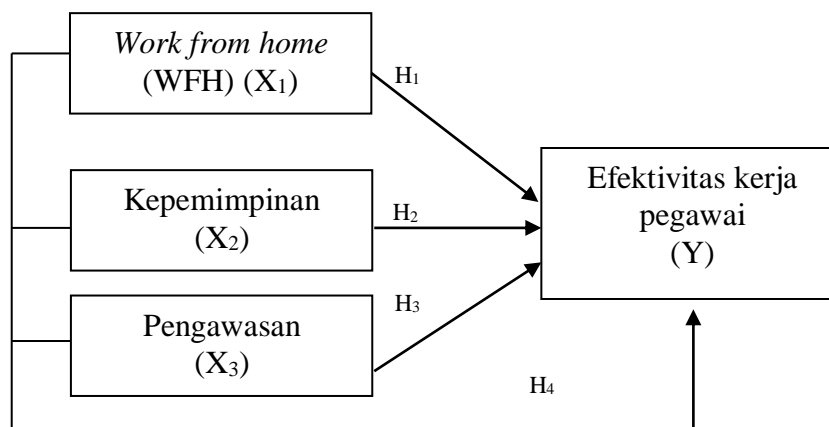 Work from home
(WFH) (X₁)
H₁
Kepemimpinan
(X₂)
H₂
Efektivitas kerja
pegawai
(Y)
Pengawasan
(X₃)
H₃
H₄